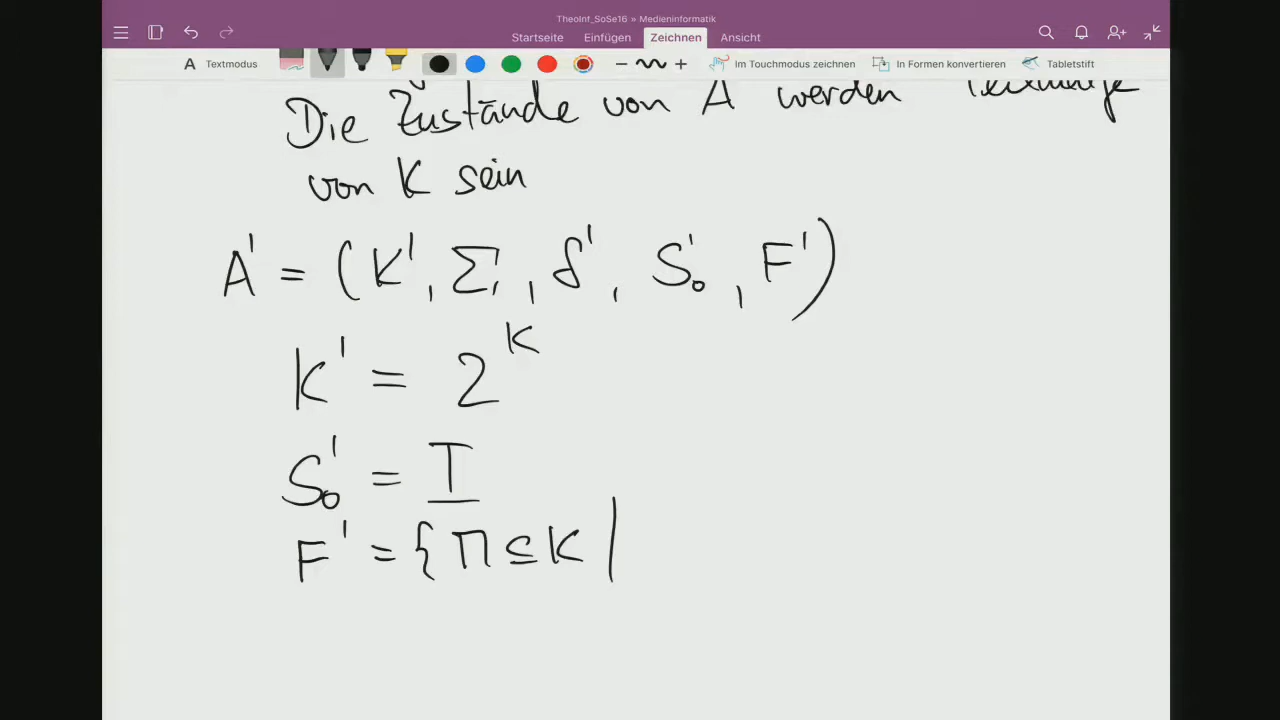 TheoInf_SoSe16 » Medieninformatik
Startseite Einfügen Zeichnen Ansicht
A Textmodus Im Touchmodus zeichnen In Formen konvertieren Tabletstift
Die Zustände von A werden
von K sein
A' = (K', Σ, δ', S₀', F')
K' = 2^K
S₀' = I
F' = { M ⊆ K |